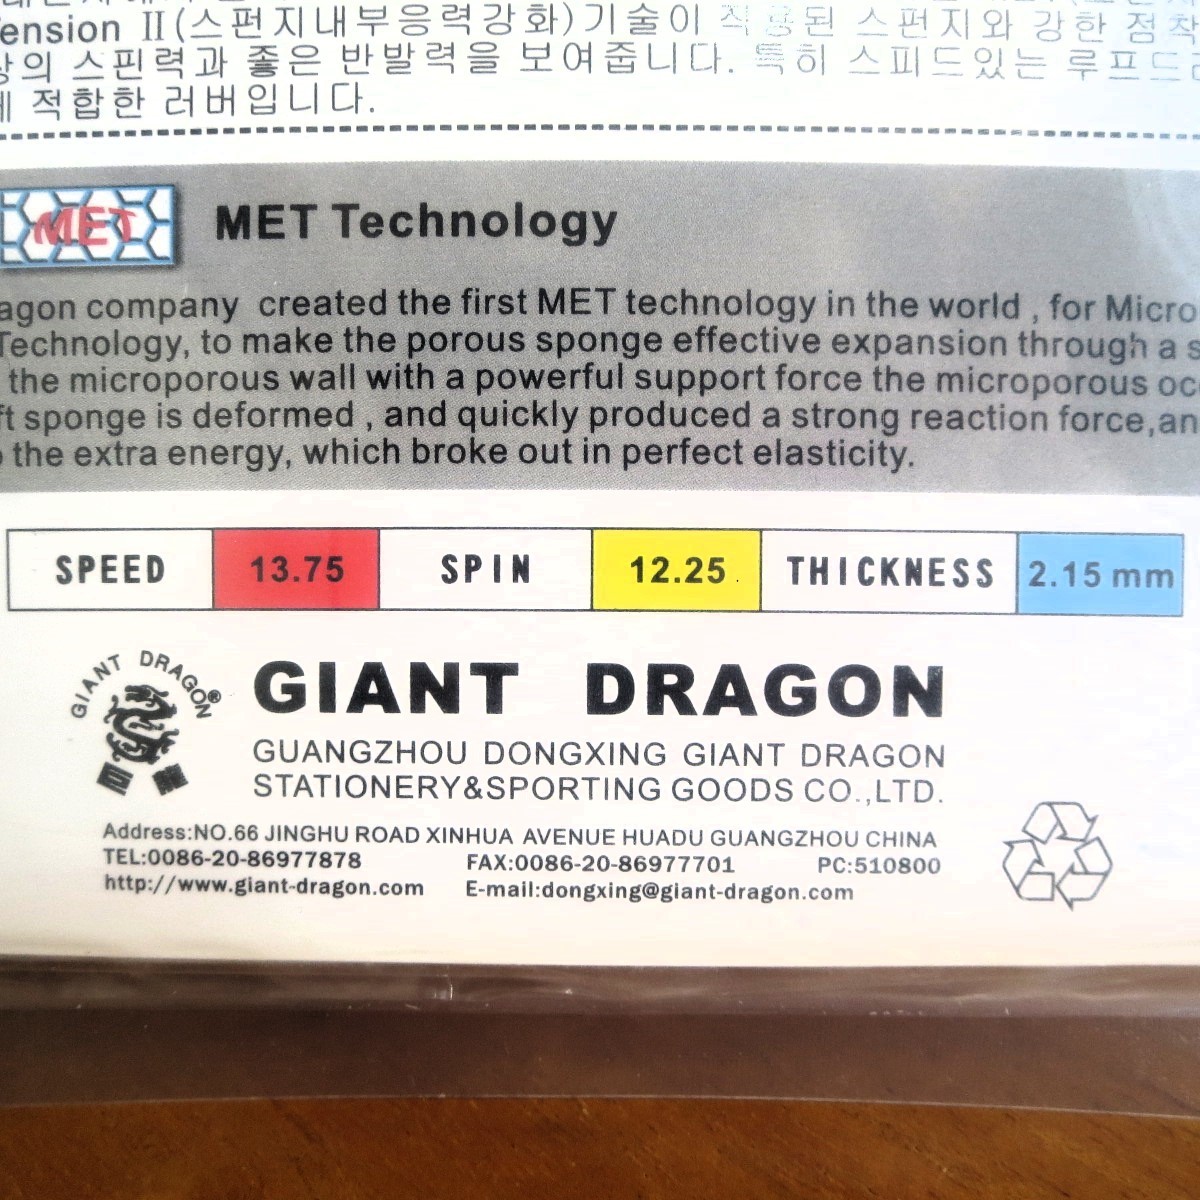 ension Ⅱ(스펀지내부응력강화)기술이 적용된 스펀지와 강한 점착
상의 스핀력과 좋은 반발력을 보여줍니다. 특히 스피드있는 루프드
에 적합한 러버입니다.
MET
MET Technology
agon company created the first MET technology in the world , for Micro
Technology, to make the porous sponge effective expansion through a s
the microporous wall with a powerful support force the microporous oc
ft sponge is deformed , and quickly produced a strong reaction force,an
the extra energy, which broke out in perfect elasticity.
SPEED 13.75 SPIN 12.25 THICKNESS 2.15 mm
GIANT DRAGON®
GIANT DRAGON
GUANGZHOU DONGXING GIANT DRAGON
STATIONERY&SPORTING GOODS CO.,LTD.
Address:NO.66 JINGHU ROAD XINHUA AVENUE HUADU GUANGZHOU CHINA
TEL:0086-20-86977878 FAX:0086-20-86977701 PC:510800
http://www.giant-dragon.com E-mail:dongxing@giant-dragon.com